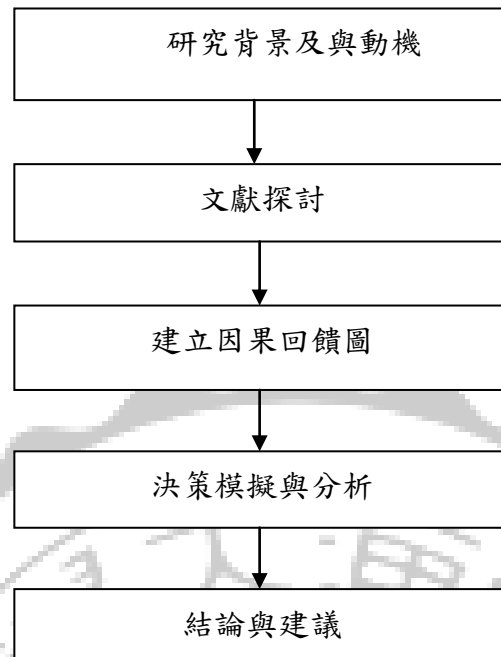 研究背景及與動機
文獻探討
建立因果回饋圖
決策模擬與分析
結論與建議